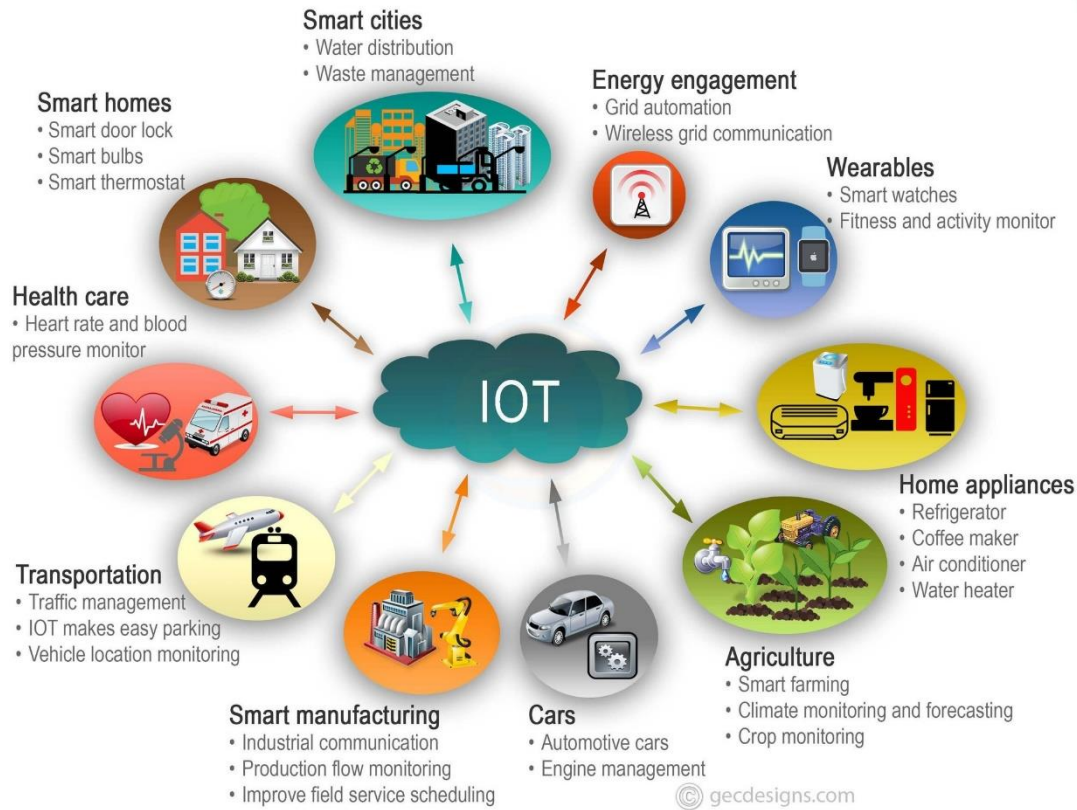 Smart cities
• Water distribution
• Waste management
Energy engagement
• Grid automation
• Wireless grid communication
Smart homes
• Smart door lock
• Smart bulbs
• Smart thermostat
Wearables
• Smart watches
• Fitness and activity monitor
Health care
• Heart rate and blood
pressure monitor
IOT
Home appliances
• Refrigerator
• Coffee maker
• Air conditioner
• Water heater
Transportation
• Traffic management
• IOT makes easy parking
• Vehicle location monitoring
Agriculture
• Smart farming
• Climate monitoring and forecasting
• Crop monitoring
Smart manufacturing
• Industrial communication
• Production flow monitoring
• Improve field service scheduling
Cars
• Automotive cars
• Engine management
© gecdesigns.com